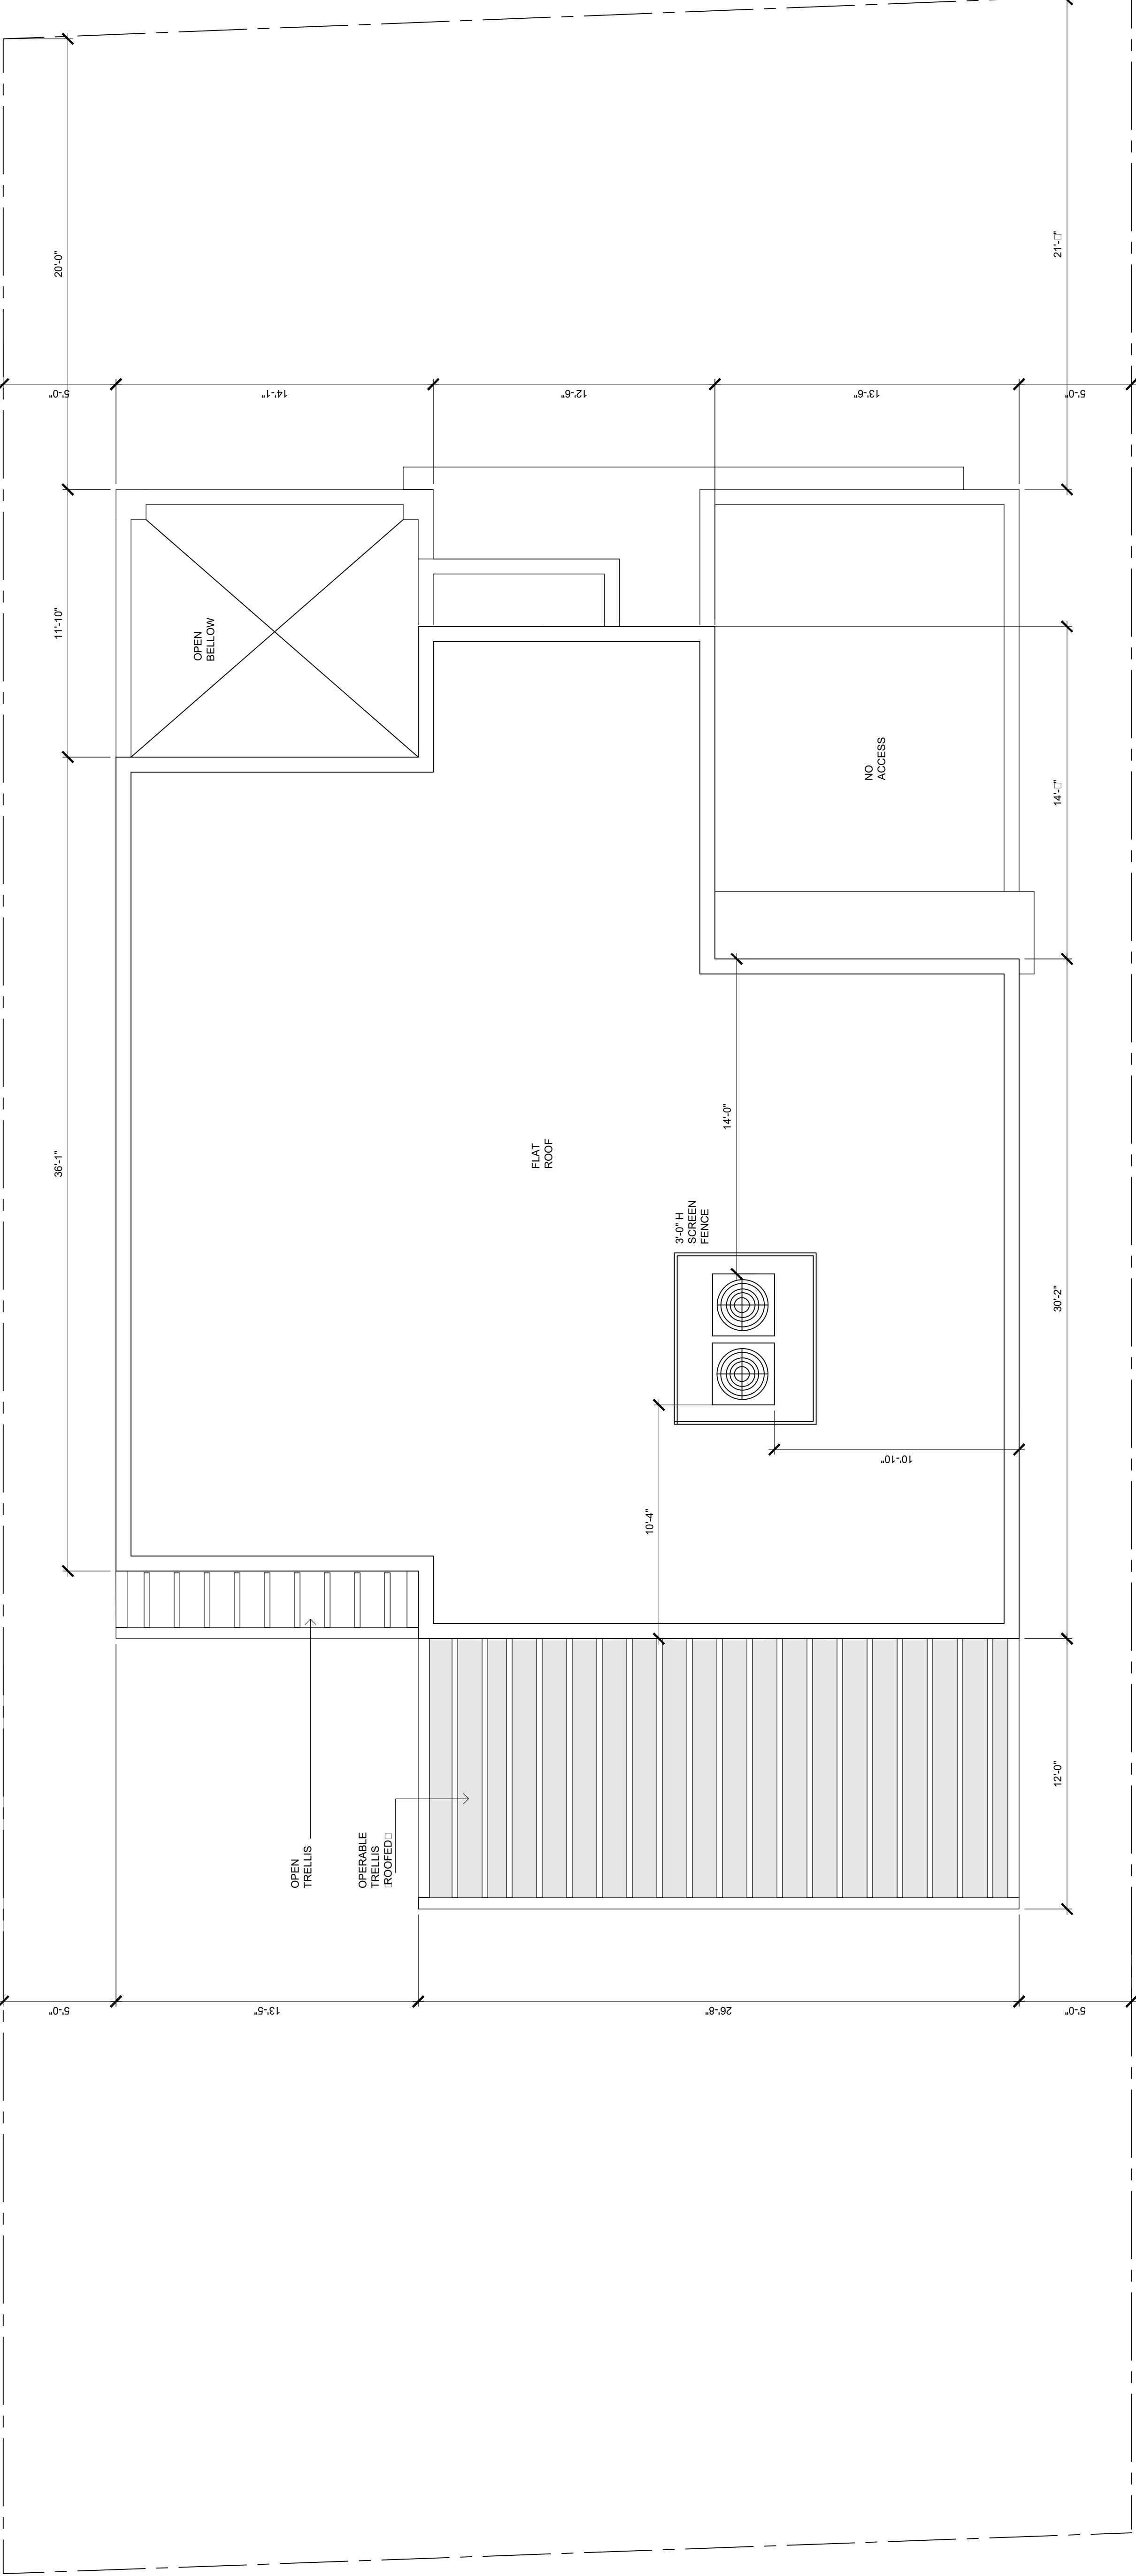 20'-0"
21'-□"
5'-0"
14'-1"
12'-6"
13'-6"
5'-0"
11'-10"
OPEN
BELLOW
NO
ACCESS
14'-□"
36'-1"
14'-0"
FLAT
ROOF
3'-0" H
SCREEN
FENCE
30'-2"
10'-10"
10'-4"
12'-0"
OPEN
TRELLIS
OPERABLE
TRELLIS
□ROOFED□
5'-0"
13'-5"
26'-8"
5'-0"